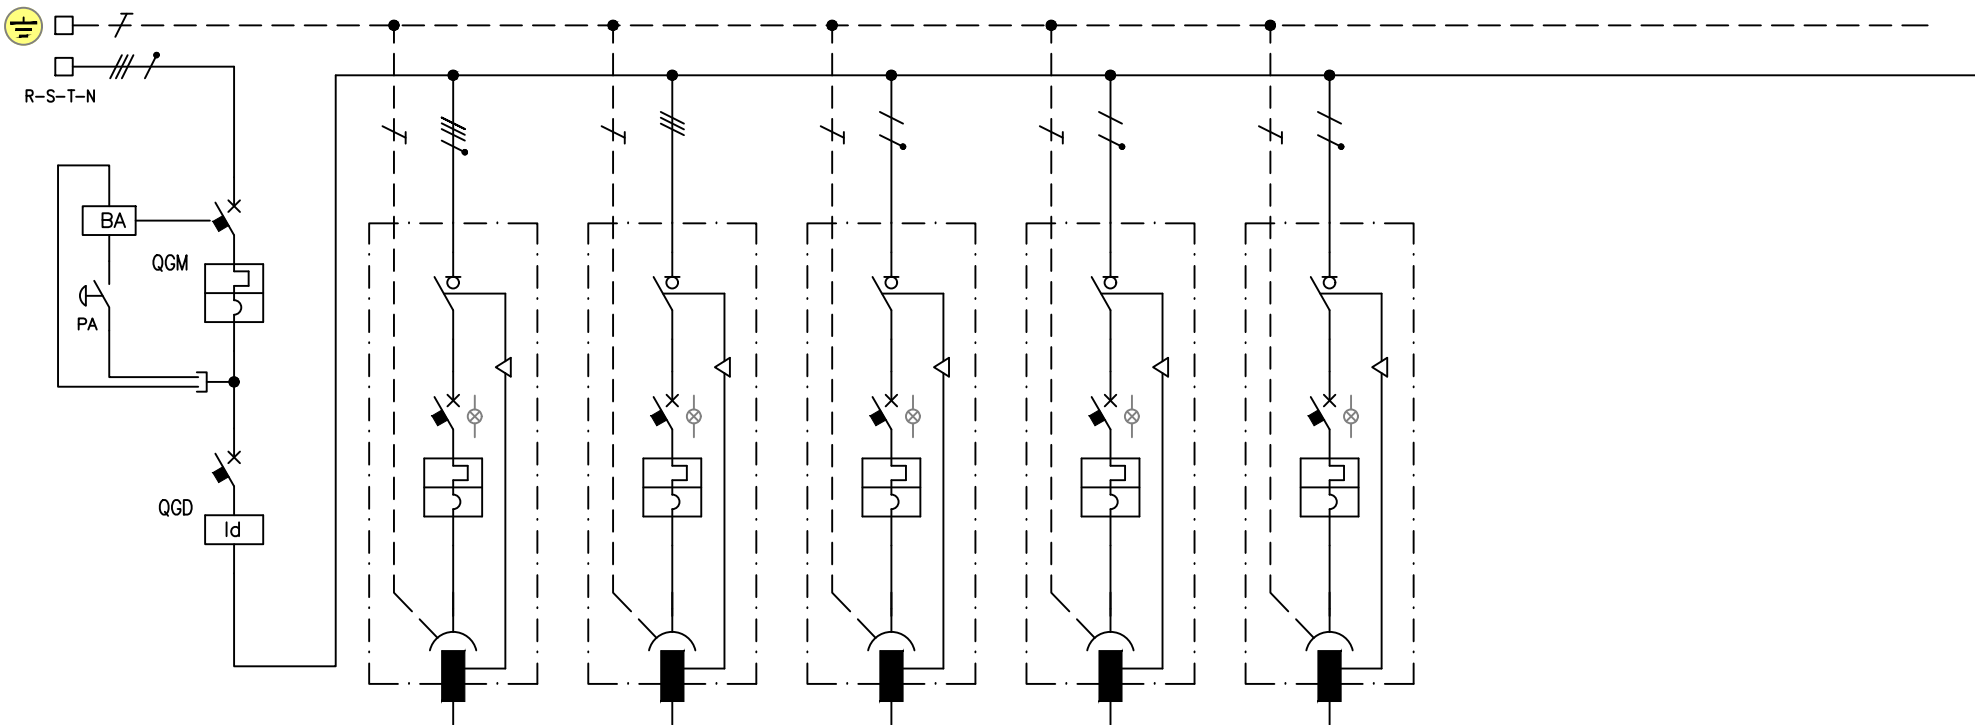 R-S-T-N
BA
QGM
PA
QGD
Id